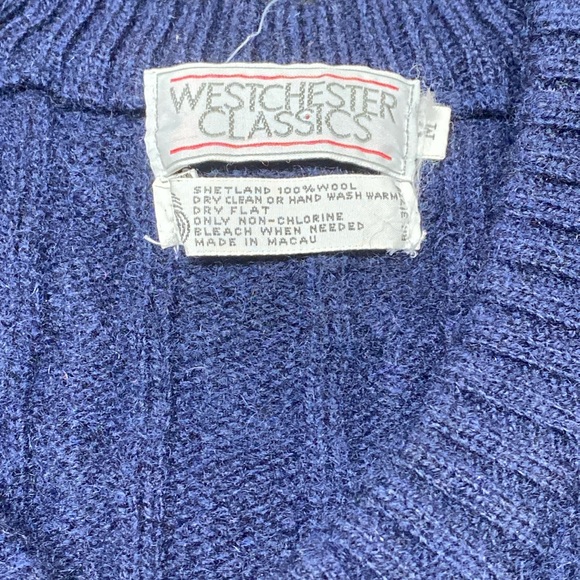 WESTCHESTER
CLASSICS
M
SHETLAND 100% WOOL
DRY CLEAN OR HAND WASH WARM
DRY FLAT
ONLY NON-CHLORINE
BLEACH WHEN NEEDED
MADE IN MACAU